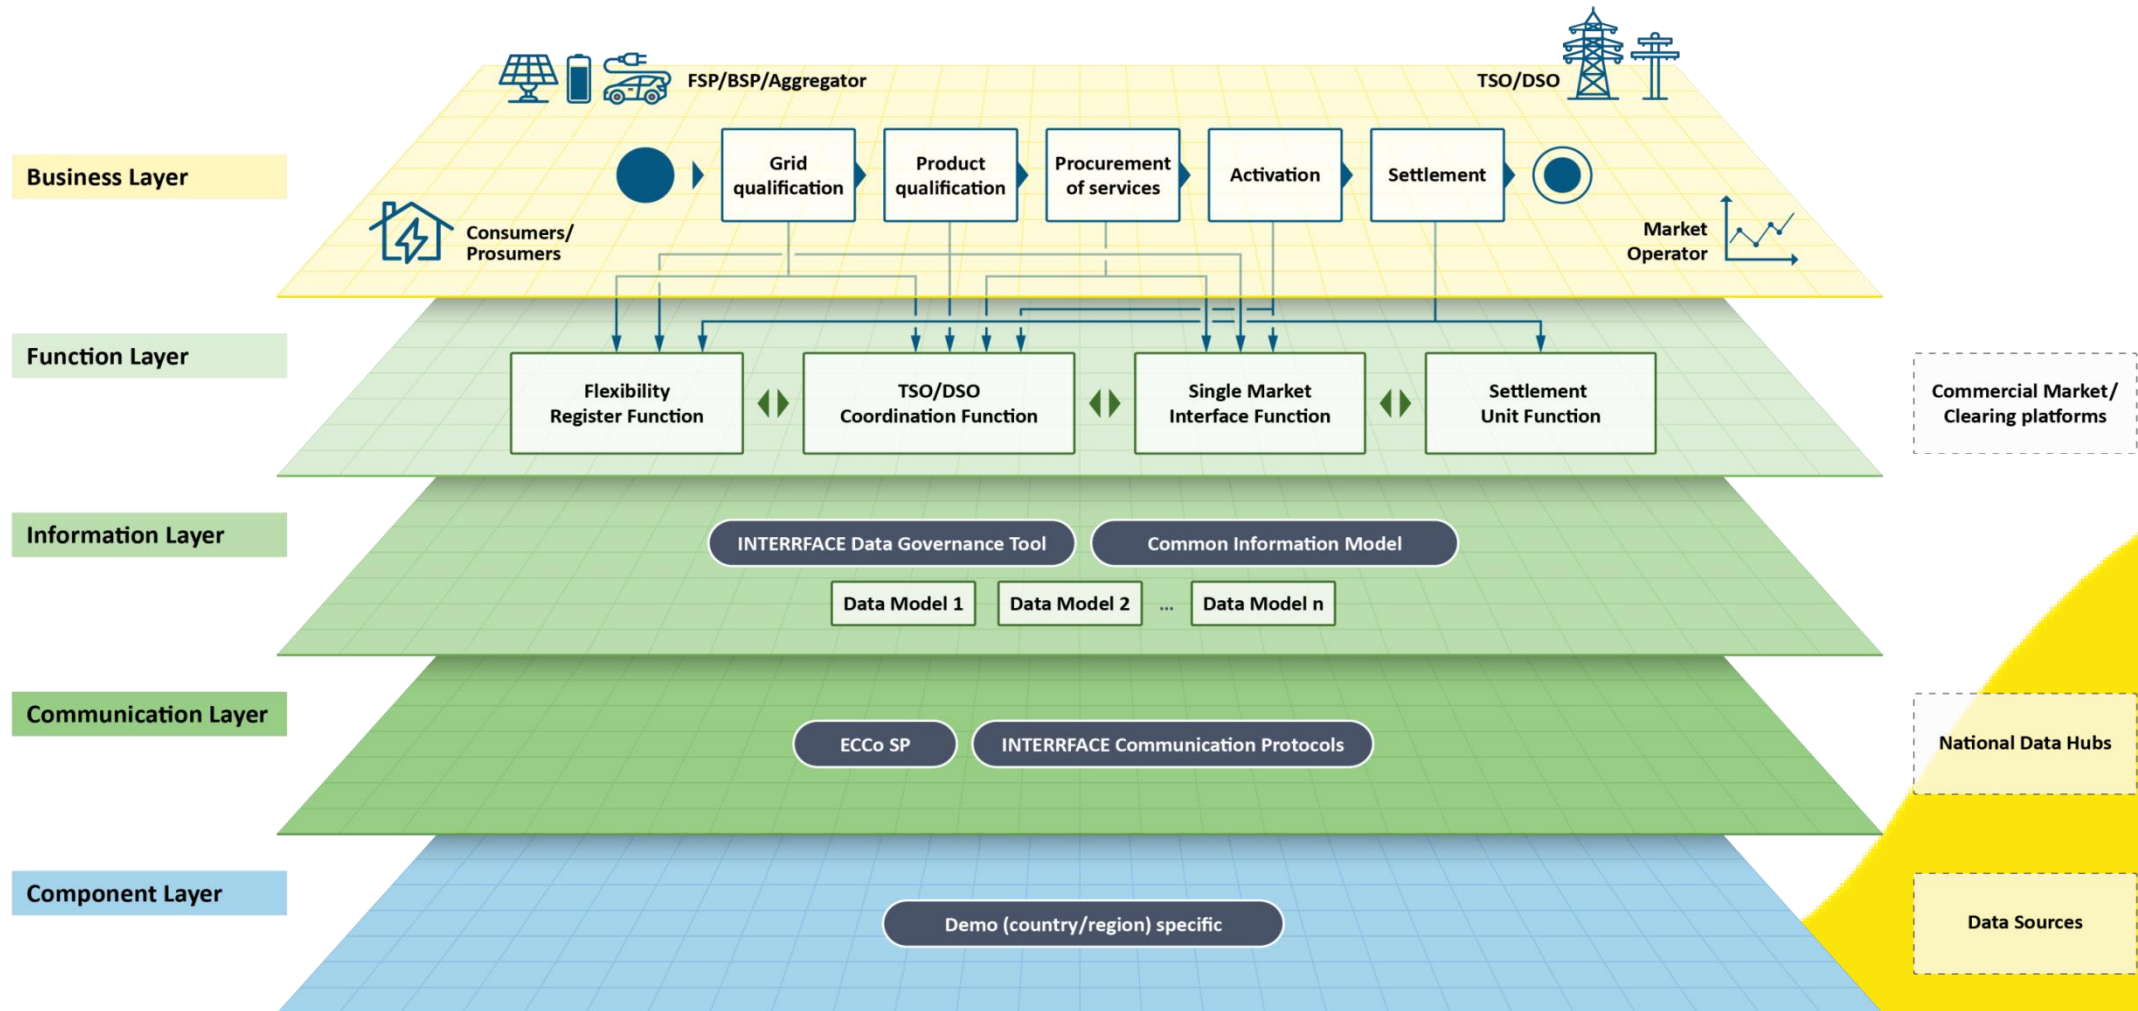 FSP/BSP/Aggregator
TSO/DSO
Business Layer
Grid
qualification
Product
qualification
Procurement
of services
Activation
Settlement
Consumers/
Prosumers
Market
Operator
Function Layer
Flexibility
Register Function
TSO/DSO
Coordination Function
Single Market
Interface Function
Settlement
Unit Function
Commercial Market/
Clearing platforms
Information Layer
INTERRFACE Data Governance Tool
Common Information Model
Data Model 1
Data Model 2
...
Data Model n
Communication Layer
ECCo SP
INTERRFACE Communication Protocols
National Data Hubs
Component Layer
Demo (country/region) specific
Data Sources